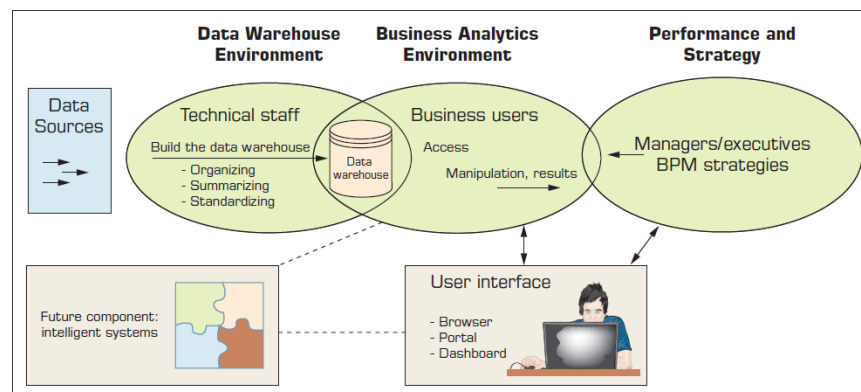 Data Warehouse
Environment
Business Analytics
Environment
Performance and
Strategy
Data
Sources
Technical staff
Build the data warehouse
- Organizing
- Summarizing
- Standardizing
Data
warehouse
Business users
Access
Manipulation, results
Managers/executives
BPM strategies
Future component:
intelligent systems
User interface
- Browser
- Portal
- Dashboard